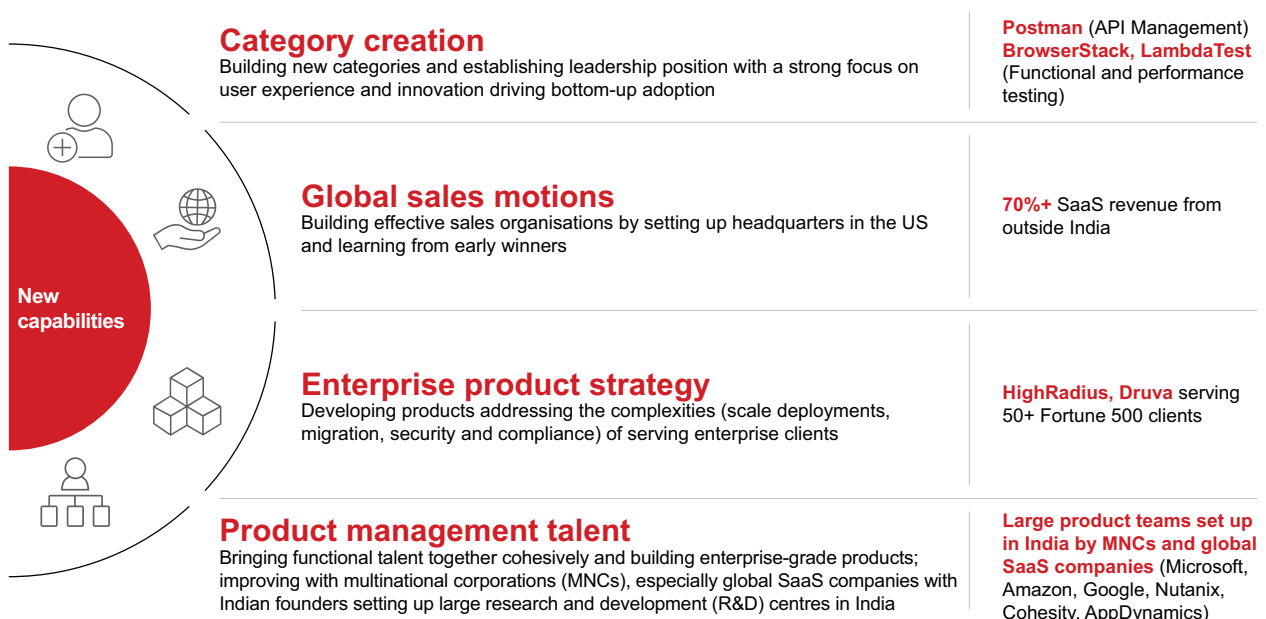 New
capabilities
Category creation
Building new categories and establishing leadership position with a strong focus on
user experience and innovation driving bottom-up adoption
Postman (API Management)
BrowserStack, LambdaTest
(Functional and performance
testing)
Global sales motions
Building effective sales organisations by setting up headquarters in the US
and learning from early winners
70%+ SaaS revenue from
outside India
Enterprise product strategy
Developing products addressing the complexities (scale deployments,
migration, security and compliance) of serving enterprise clients
HighRadius, Druva serving
50+ Fortune 500 clients
Product management talent
Bringing functional talent together cohesively and building enterprise-grade products;
improving with multinational corporations (MNCs), especially global SaaS companies with
Indian founders setting up large research and development (R&D) centres in India
Large product teams set up
in India by MNCs and global
SaaS companies (Microsoft,
Amazon, Google, Nutanix,
Cohesity, AppDynamics)